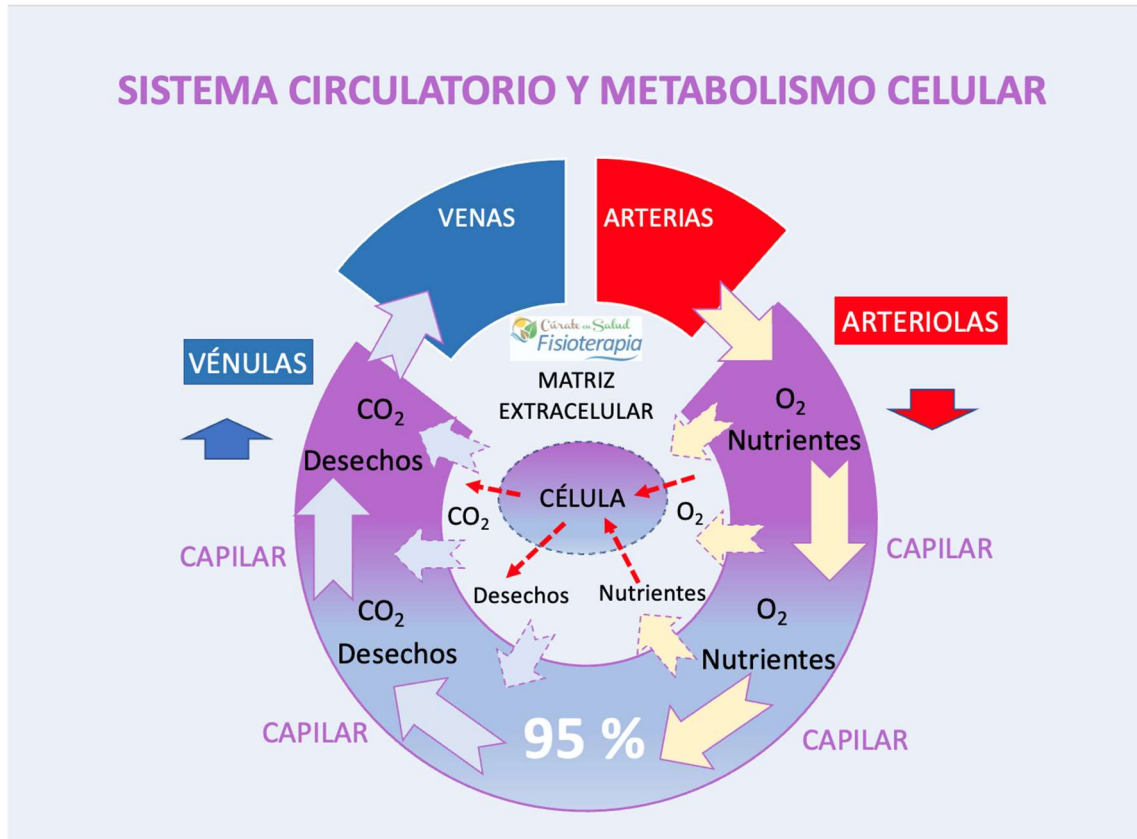 SISTEMA CIRCULATORIO Y METABOLISMO CELULAR
VENAS
ARTERIAS
Cúrate en Salud
Fisioterapia
ARTERIOLAS
VÉNULAS
MATRIZ
EXTRACELULAR
CO₂
Desechos
O₂
Nutrientes
CÉLULA
CO₂
O₂
CAPILAR
CAPILAR
Desechos
Nutrientes
CO₂
Desechos
O₂
Nutrientes
CAPILAR
95 %
CAPILAR